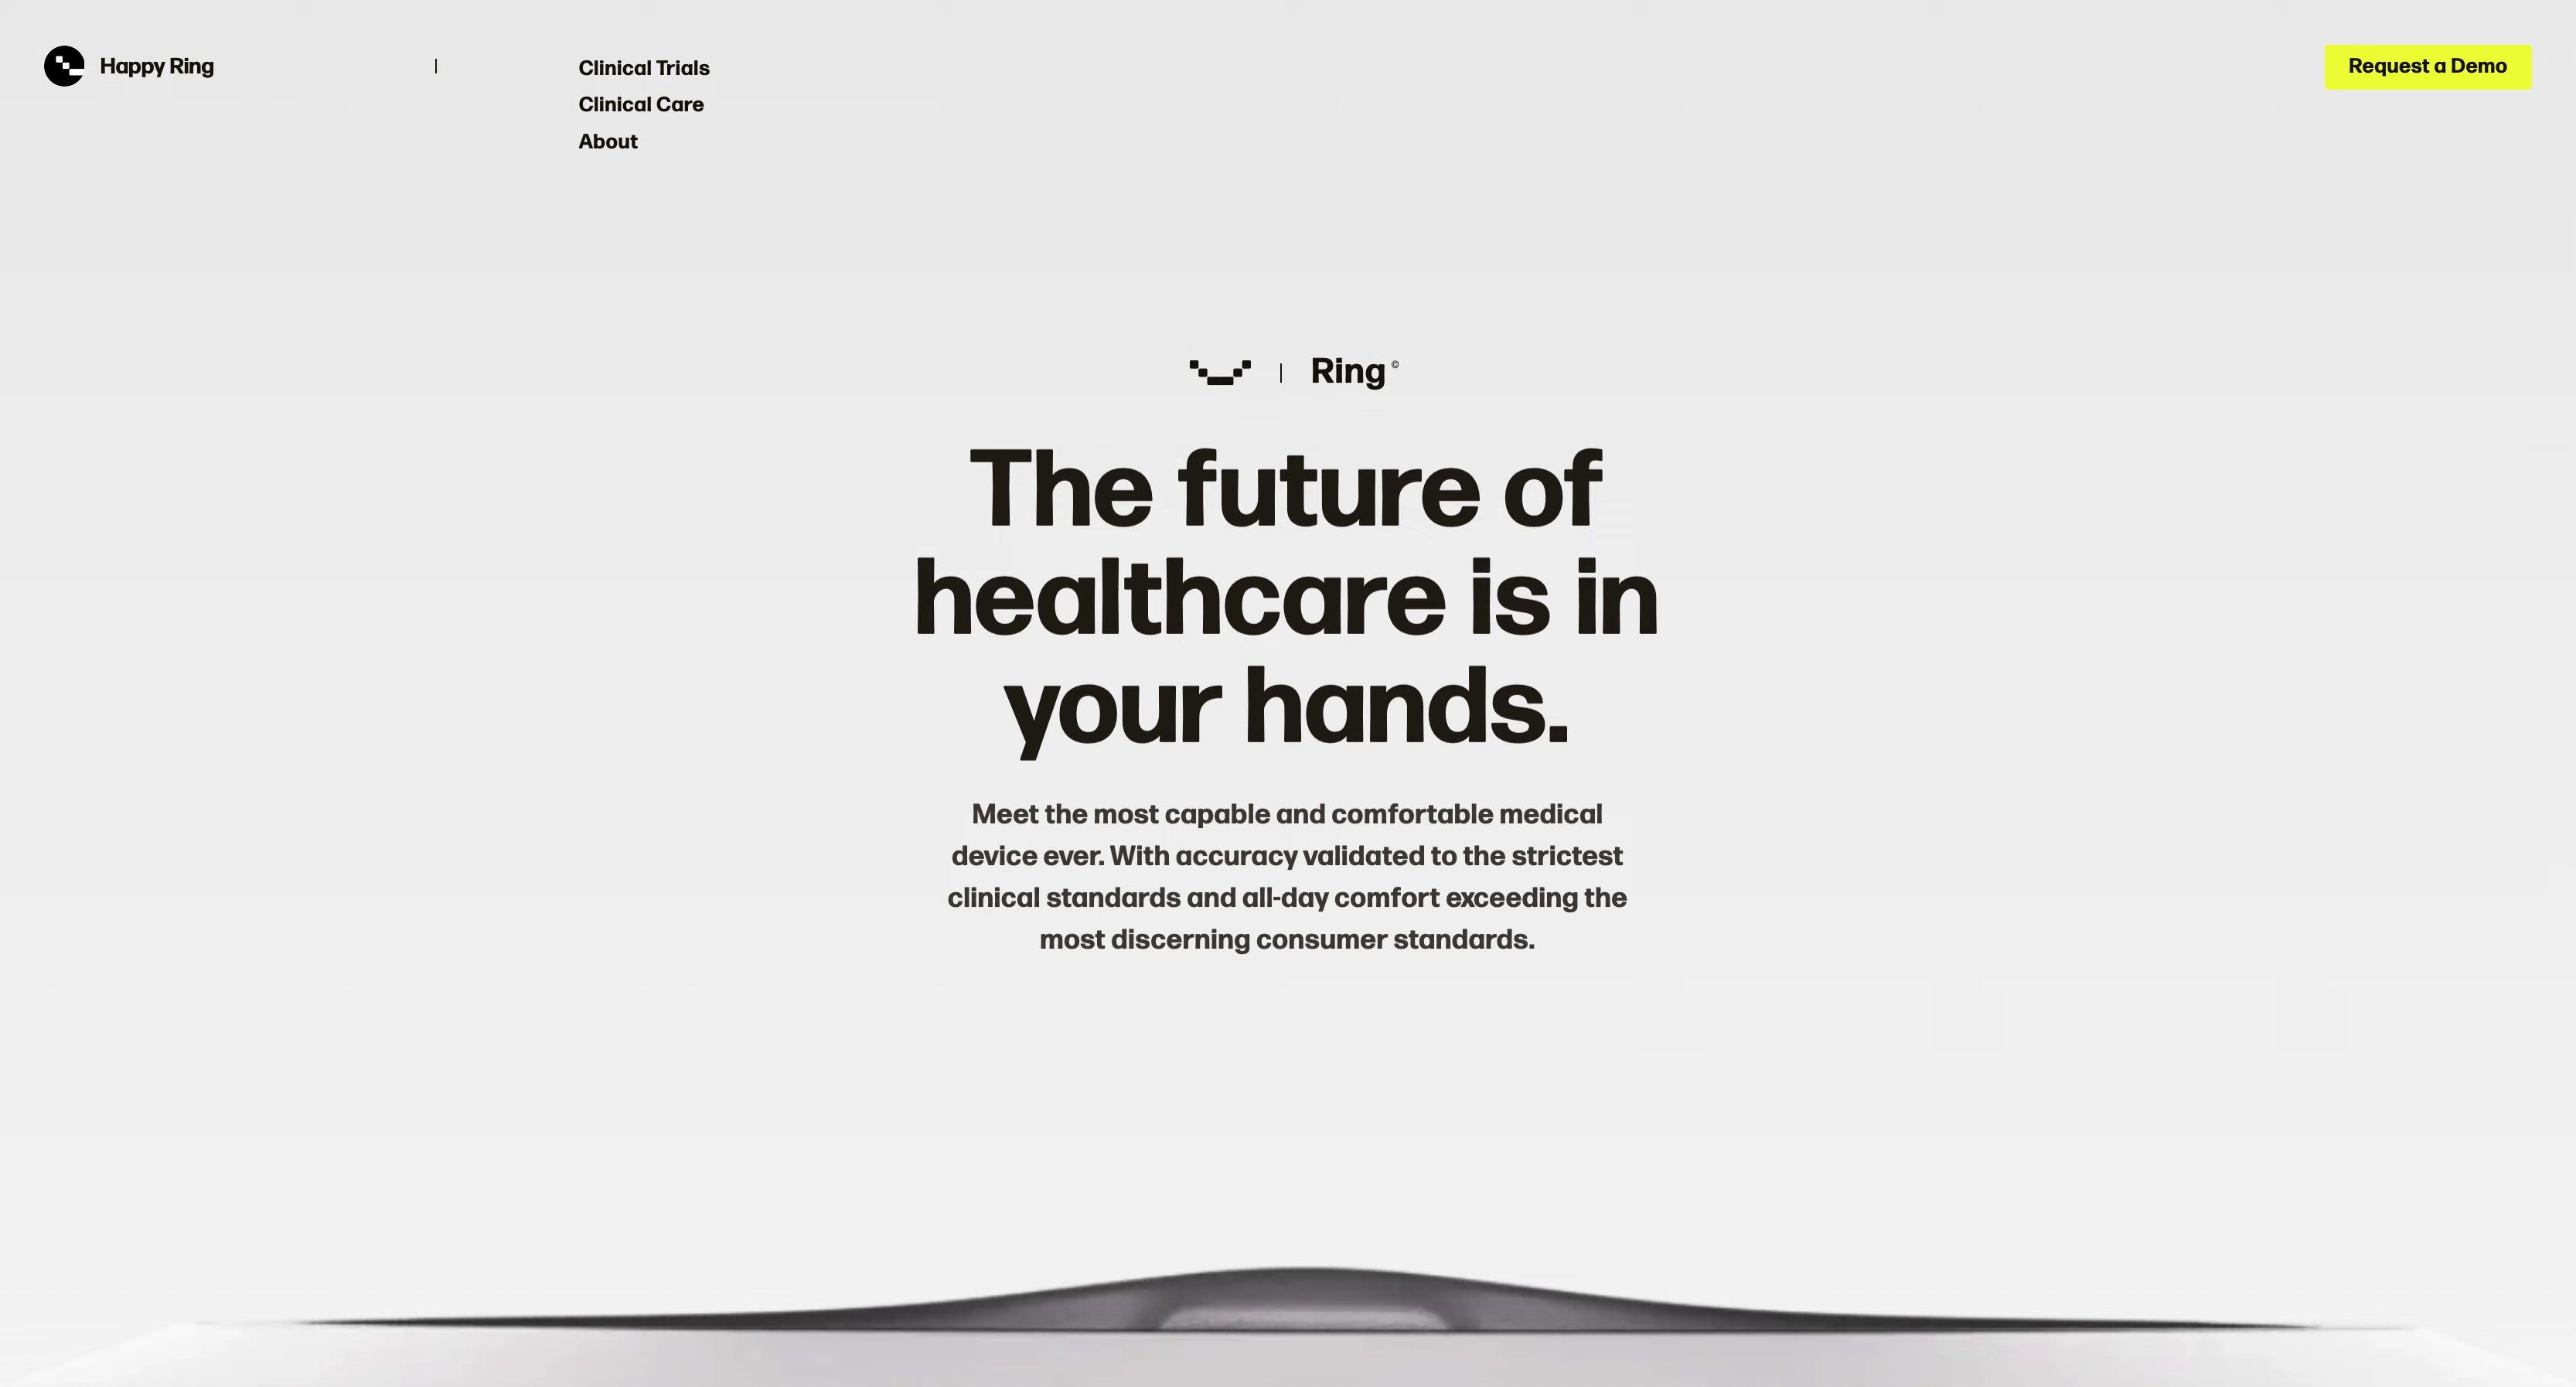 Happy Ring
Clinical Trials
Clinical Care
About
Request a Demo
Ring ©
The future of
healthcare is in
your hands.
Meet the most capable and comfortable medical
device ever. With accuracy validated to the strictest
clinical standards and all-day comfort exceeding the
most discerning consumer standards.